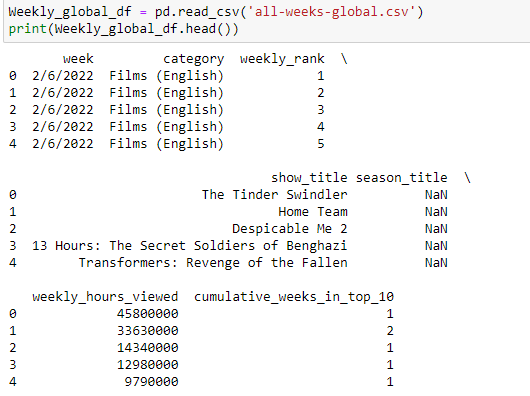 Weekly_global_df = pd.read_csv('all-weeks-global.csv')
print(Weekly_global_df.head())
week category weekly_rank \
0 2/6/2022 Films (English) 1
1 2/6/2022 Films (English) 2
2 2/6/2022 Films (English) 3
3 2/6/2022 Films (English) 4
4 2/6/2022 Films (English) 5
show_title season_title \
0 The Tinder Swindler NaN
1 Home Team NaN
2 Despicable Me 2 NaN
3 13 Hours: The Secret Soldiers of Benghazi NaN
4 Transformers: Revenge of the Fallen NaN
weekly_hours_viewed cumulative_weeks_in_top_10
0 45800000 1
1 33630000 2
2 14340000 1
3 12980000 1
4 9790000 1